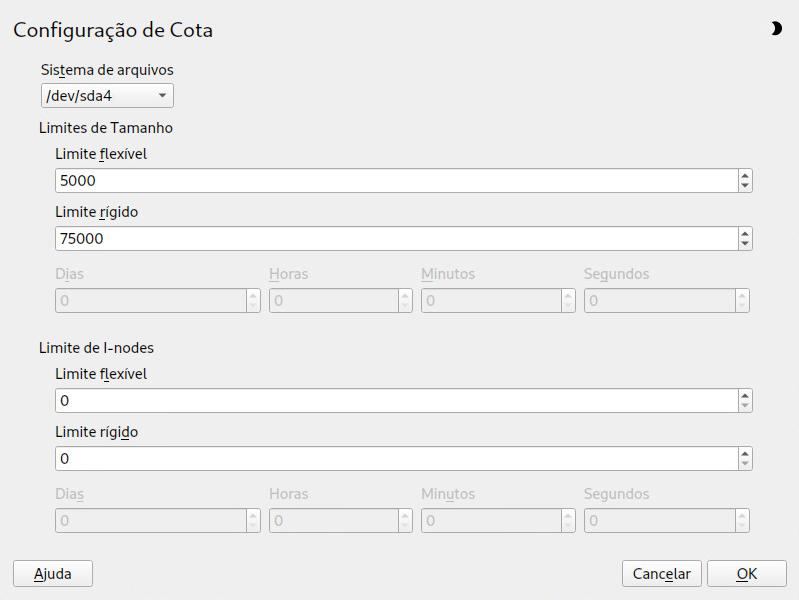 Configuração de Cota
Sistema de arquivos
/dev/sda4
Limites de Tamanho
Limite flexível
5000
Limite rígido
75000
Dias Horas Minutos Segundos
0 0 0 0
Limite de I-nodes
Limite flexível
0
Limite rígido
0
Dias Horas Minutos Segundos
0 0 0 0
Ajuda Cancelar OK